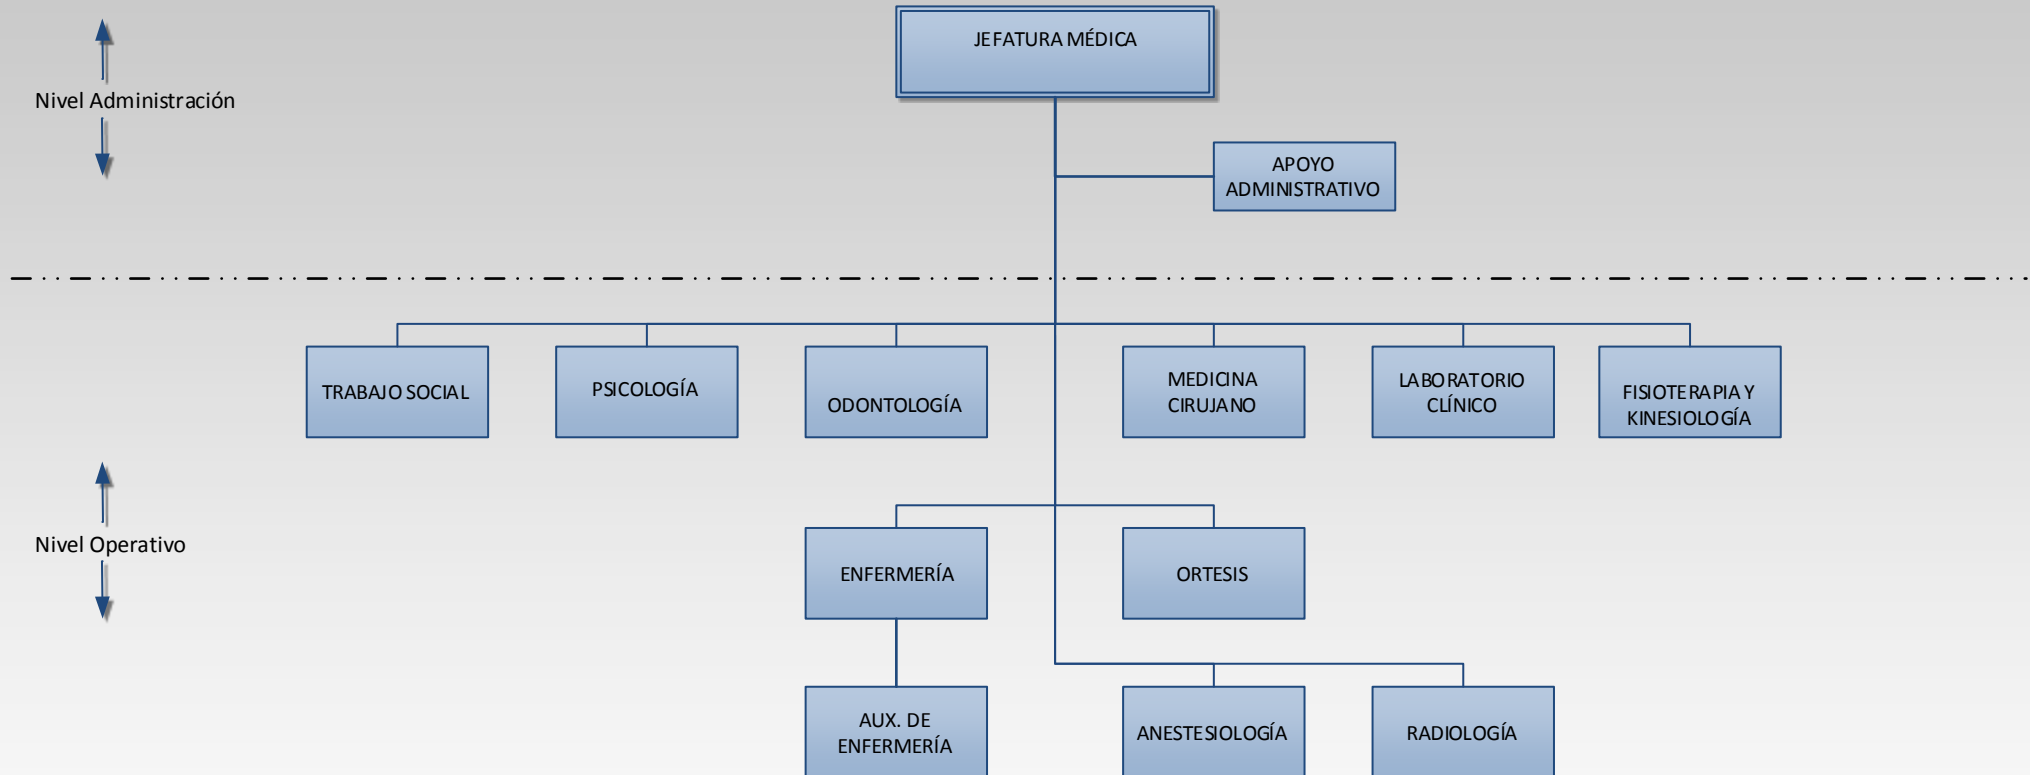 JEFATURA MÉDICA
Nivel Administración
APOYO
ADMINISTRATIVO
TRABAJO SOCIAL
PSICOLOGÍA
ODONTOLOGÍA
MEDICINA
CIRUJANO
LABORATORIO
CLÍNICO
FISIOTERAPIA Y
KINESIOLOGÍA
Nivel Operativo
ENFERMERÍA
ORTESIS
AUX. DE
ENFERMERÍA
ANESTESIOLOGÍA
RADIOLOGÍA